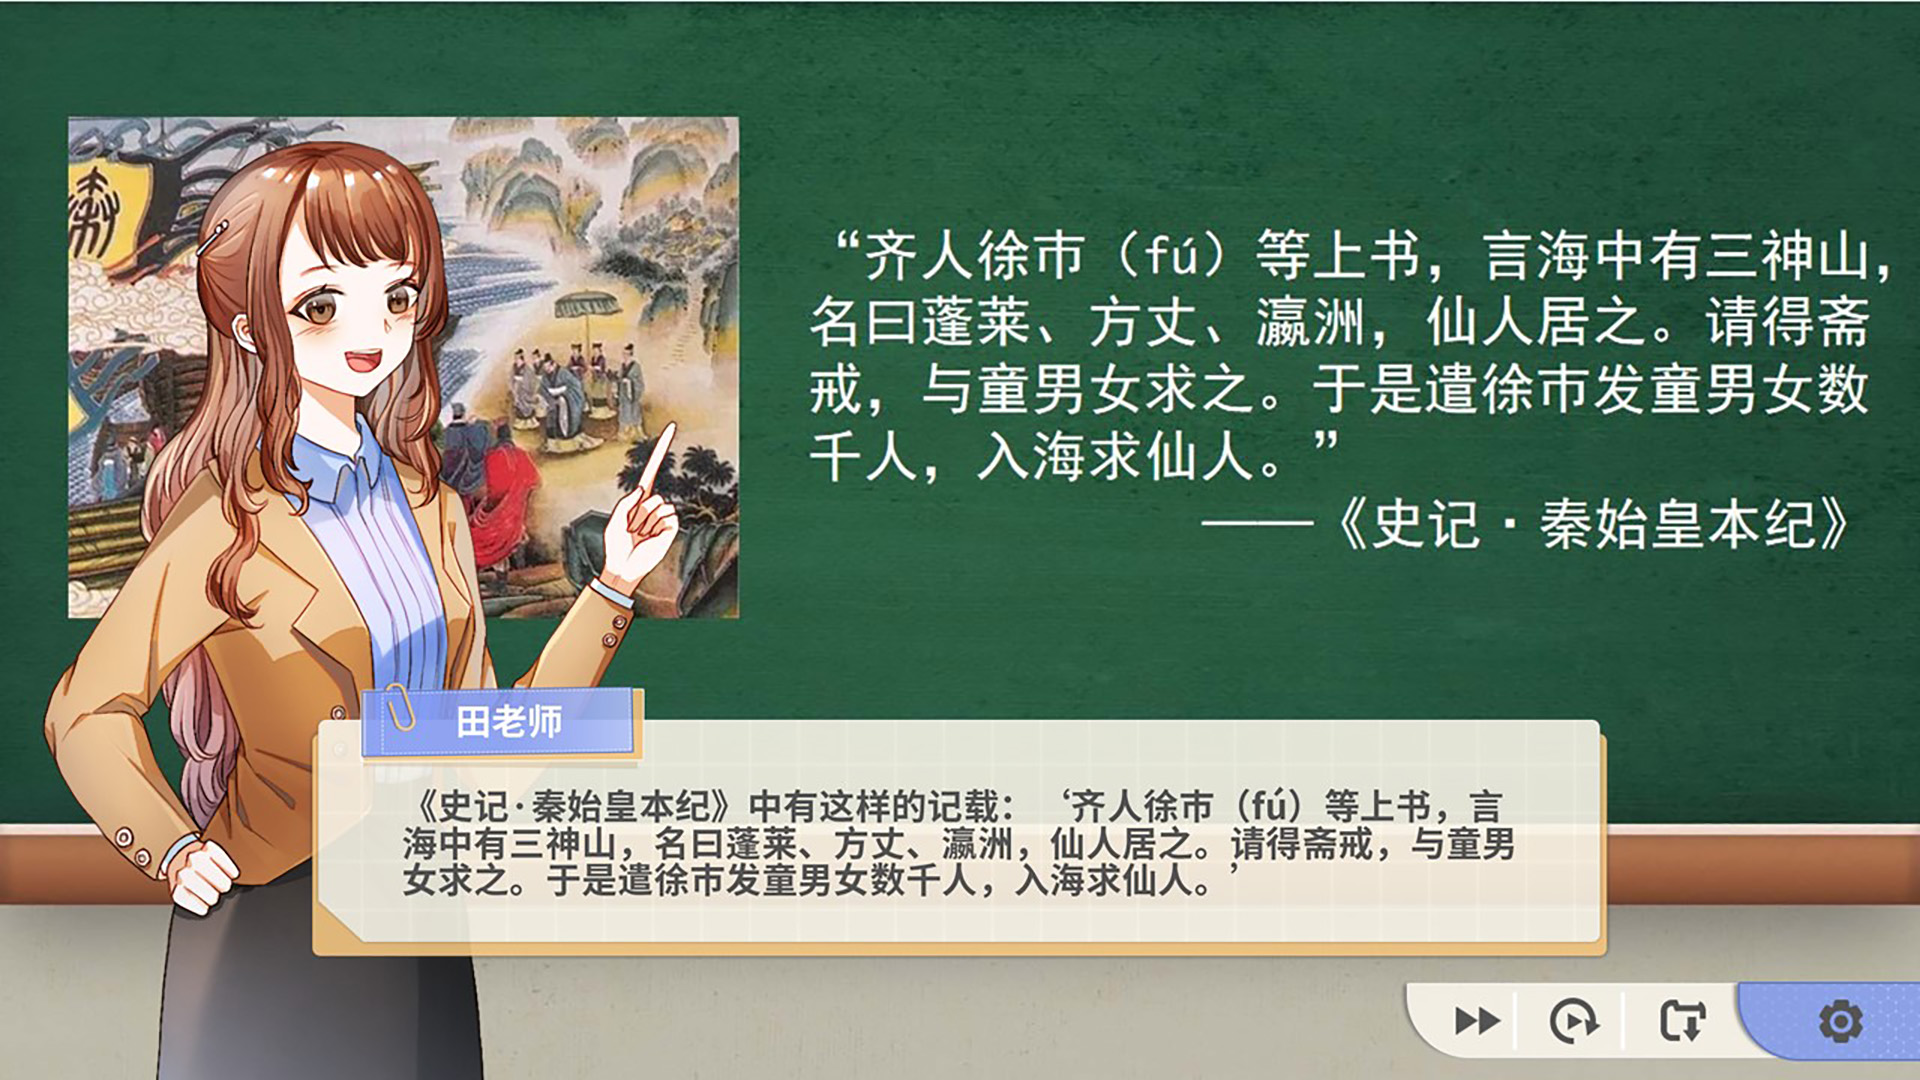 “齐人徐巿（fú）等上书，言海中有三神山，
名曰蓬莱、方丈、瀛洲，仙人居之。请得斋
戒，与童男女求之。于是遣徐巿发童男女数
千人，入海求仙人。”
——《史记·秦始皇本纪》
田老师
《史记·秦始皇本纪》中有这样的记载：‘齐人徐巿（fú）等上书，言
海中有三神山，名曰蓬莱、方丈、瀛洲，仙人居之。请得斋戒，与童男
女求之。于是遣徐巿发童男女数千人，入海求仙人。’